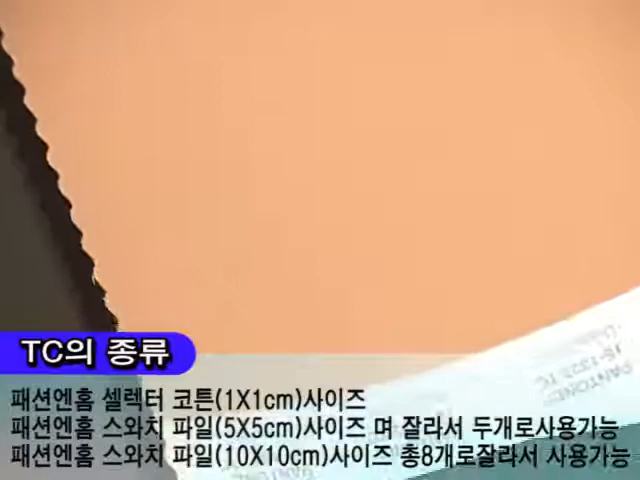 TC의 종류
패션엔홈 셀렉터 코튼(1X1cm)사이즈
패션엔홈 스와치 파일(5X5cm)사이즈 며 잘라서 두개로사용가능
패션엔홈 스와치 파일(10X10cm)사이즈 총8개로잘라서 사용가능
PANTONE